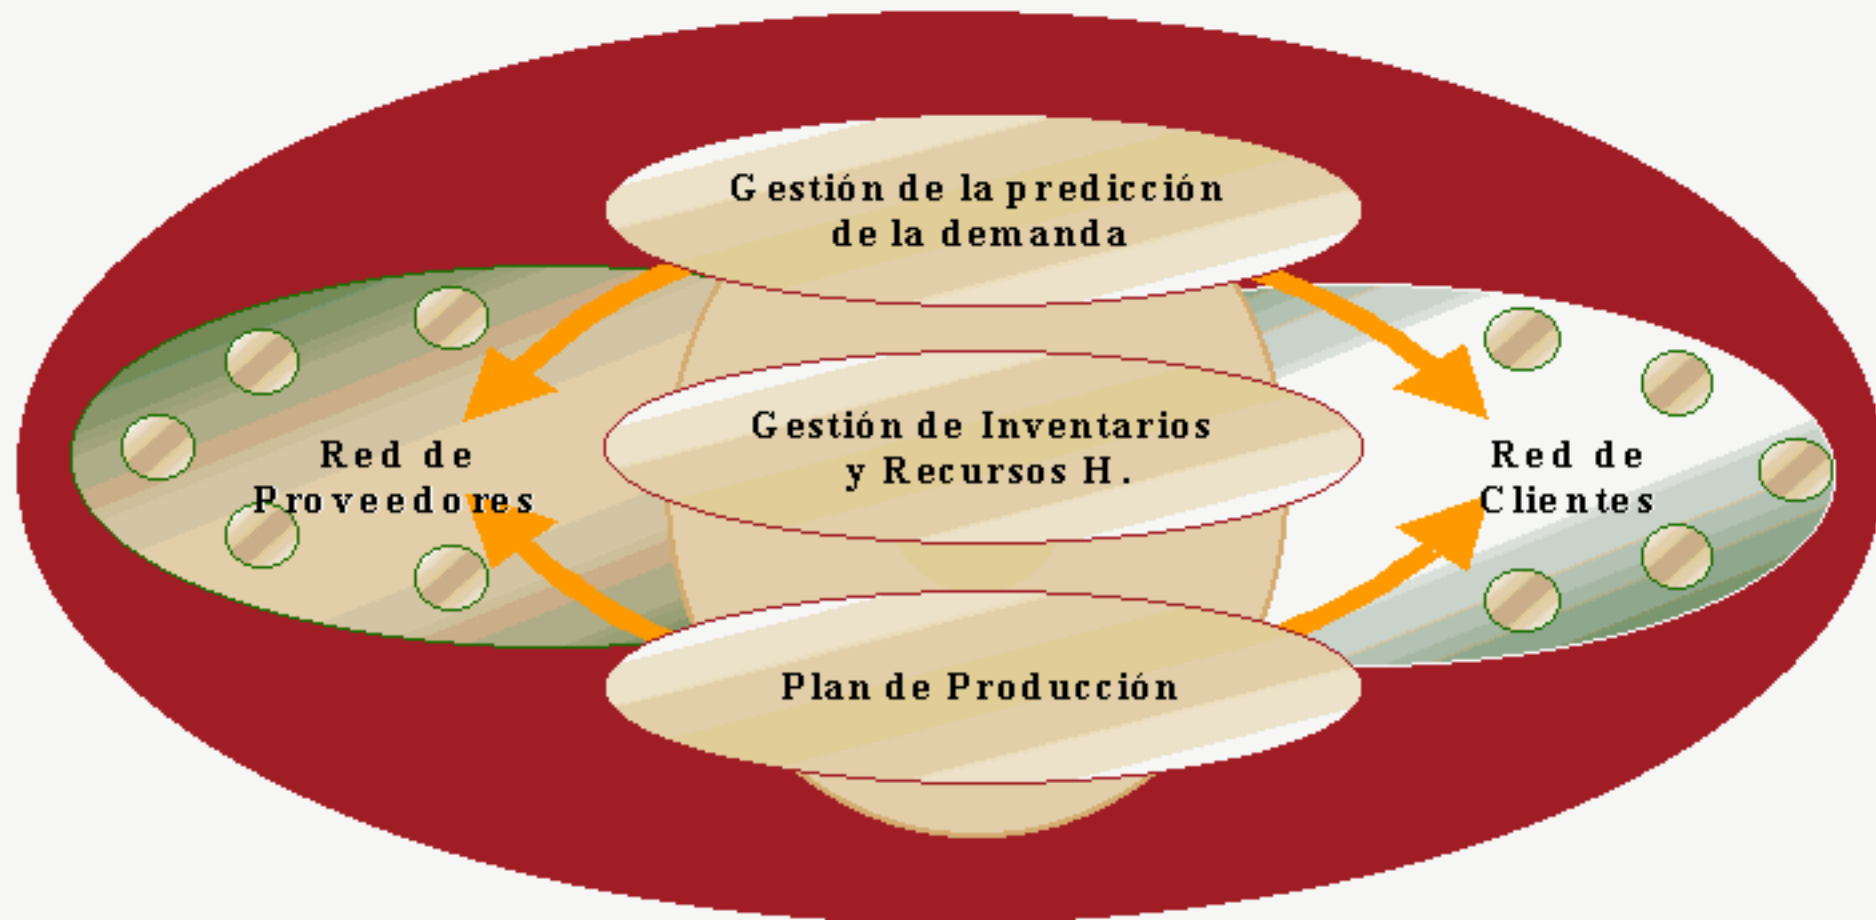 Gestión de la predicción
de la demanda
Gestión de Inventarios
y Recursos H.
Red de
Proveedores
Red de
Clientes
Plan de Producción